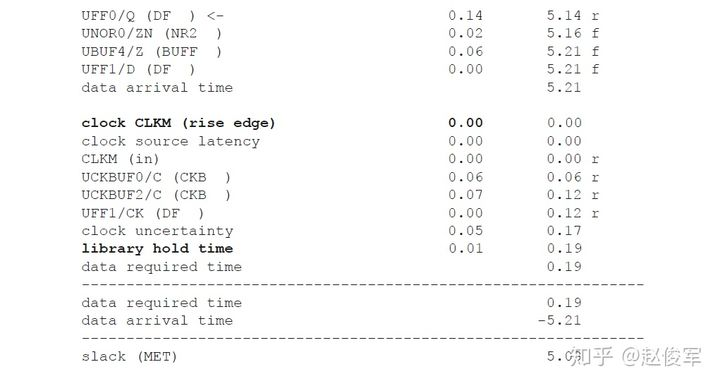 UFF0/Q (DF ) <- 0.14 5.14 r
UNOR0/ZN (NR2 ) 0.02 5.16 f
UBUF4/Z (BUFF ) 0.06 5.21 f
UFF1/D (DF ) 0.00 5.21 f
data arrival time 5.21
clock CLKM (rise edge) 0.00 0.00
clock source latency 0.00 0.00
CLKM (in) 0.00 0.00 r
UCKBUF0/C (CKB ) 0.06 0.06 r
UCKBUF2/C (CKB ) 0.07 0.12 r
UFF1/CK (DF ) 0.00 0.12 r
clock uncertainty 0.05 0.17
library hold time 0.01 0.19
data required time 0.19
--------------------------------------------------------------
data required time 0.19
data arrival time -5.21
--------------------------------------------------------------
slack (MET) 5.03
知乎 @赵俊军